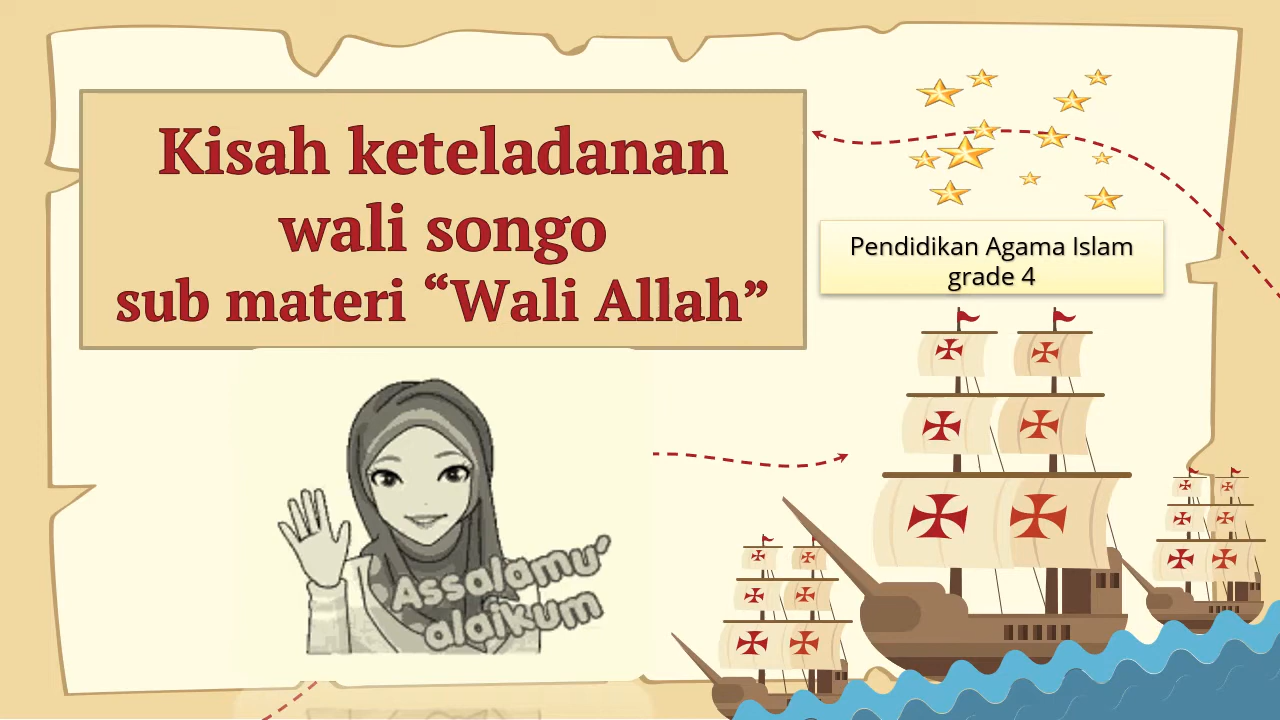 Kisah keteladanan
wali songo
sub materi “Wali Allah”
Pendidikan Agama Islam
grade 4
Assalamu'
alaikum